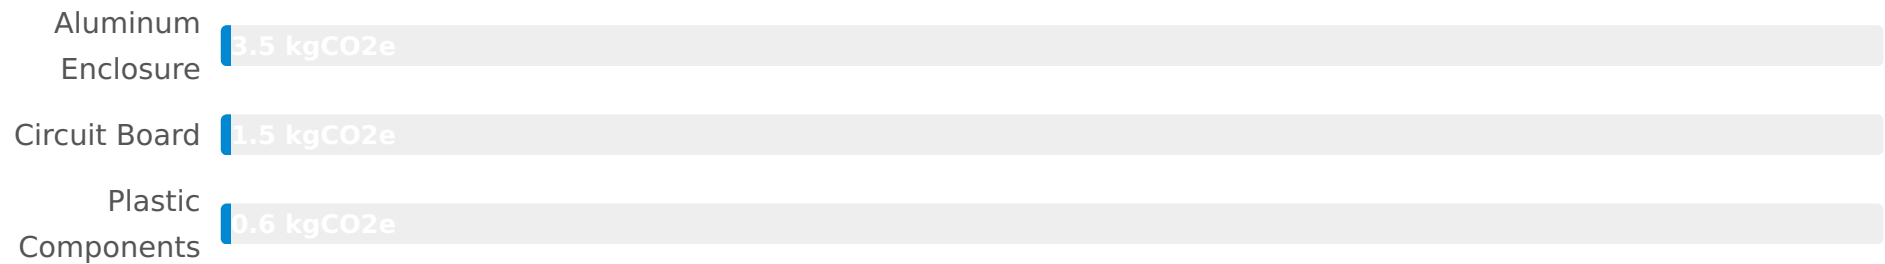 Aluminum
Enclosure
3.5 kgCO2e
Circuit Board
1.5 kgCO2e
Plastic
Components
0.6 kgCO2e